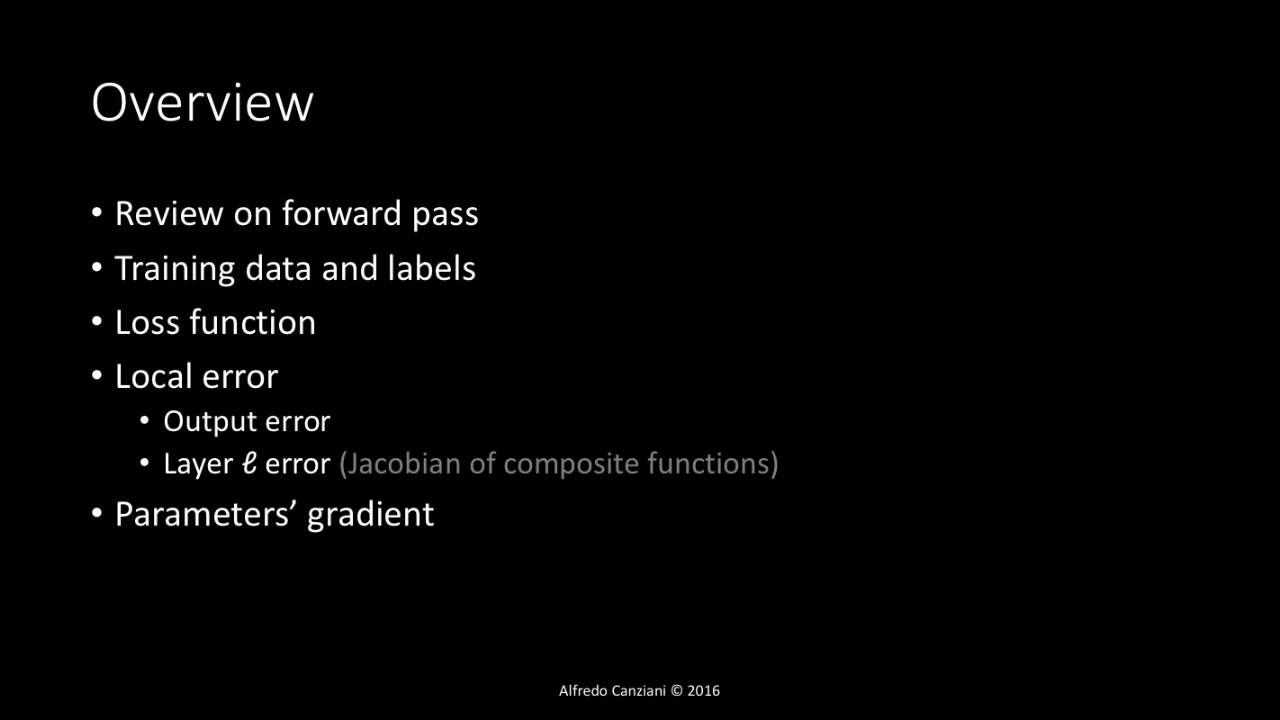 Overview
• Review on forward pass
• Training data and labels
• Loss function
• Local error
• Output error
• Layer ℓ error (Jacobian of composite functions)
• Parameters’ gradient
Alfredo Canziani © 2016